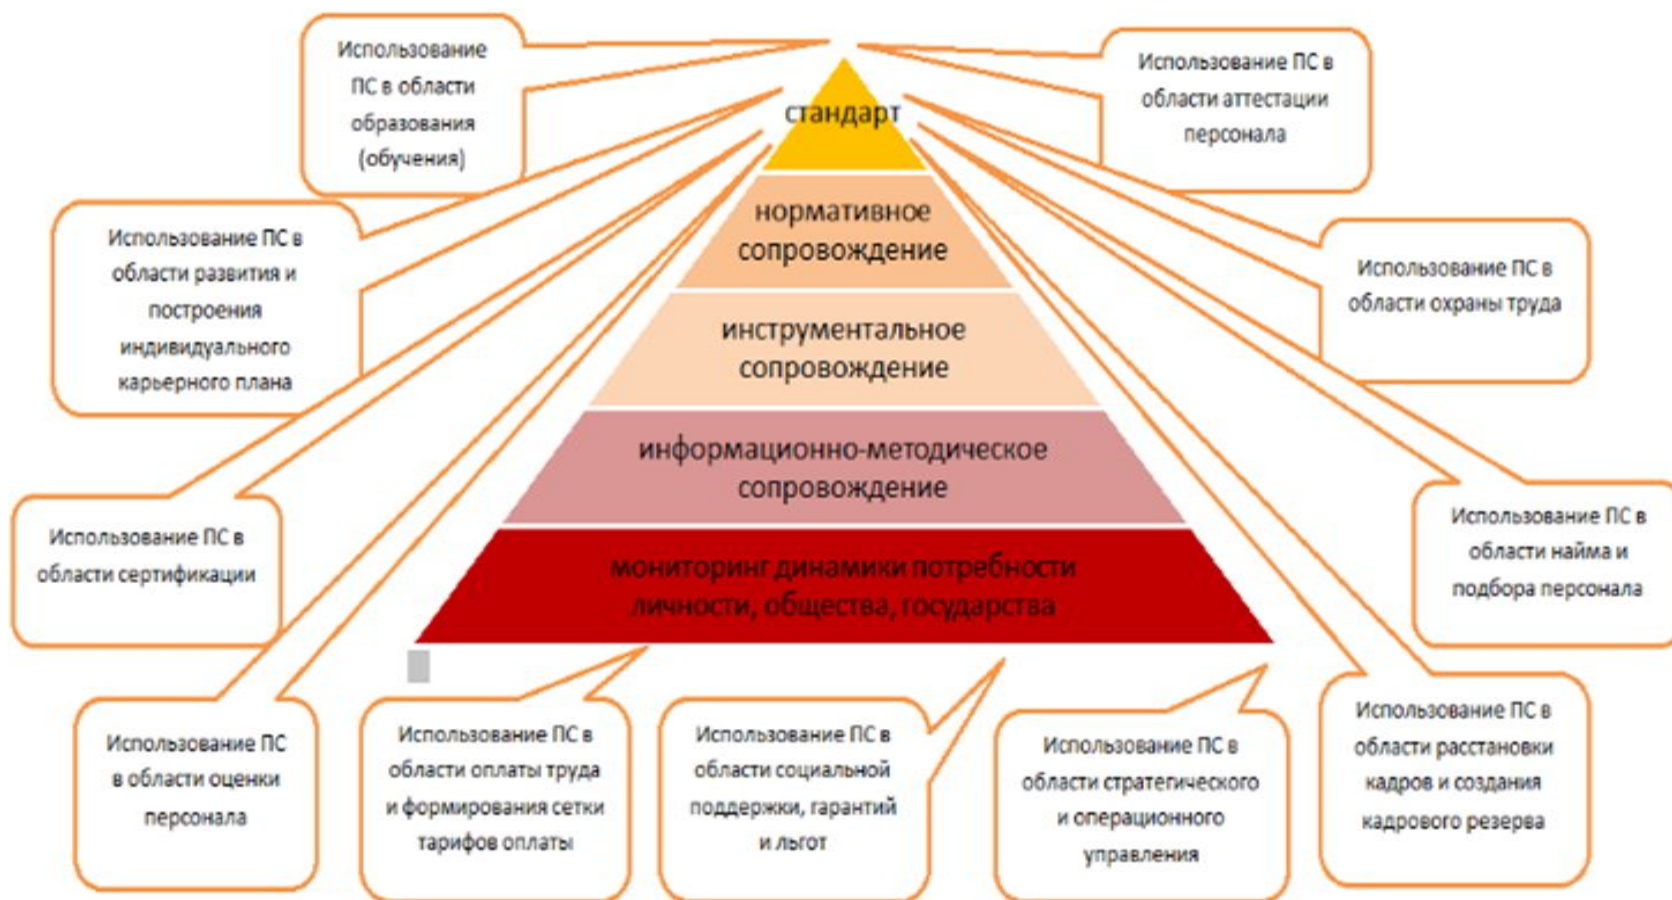 Использование
ПС в области
образования
(обучения)
Использование ПС в
области аттестации
персонала
стандарт
нормативное
сопровождение
инструментальное
сопровождение
информационно-методическое
сопровождение
мониторинг динамики потребности
личности, общества, государства
Использование ПС в
области развития и
построения
индивидуального
карьерного плана
Использование ПС в
области охраны труда
Использование ПС в
области сертификации
Использование ПС в
области найма и
подбора персонала
Использование ПС
в области оценки
персонала
Использование ПС в
области оплаты труда
и формирования сетки
тарифов оплаты
Использование ПС в
области социальной
поддержки, гарантий
и льгот
Использование ПС в
области стратегического
и операционного
управления
Использование ПС в
области расстановки
кадров и создания
кадрового резерва